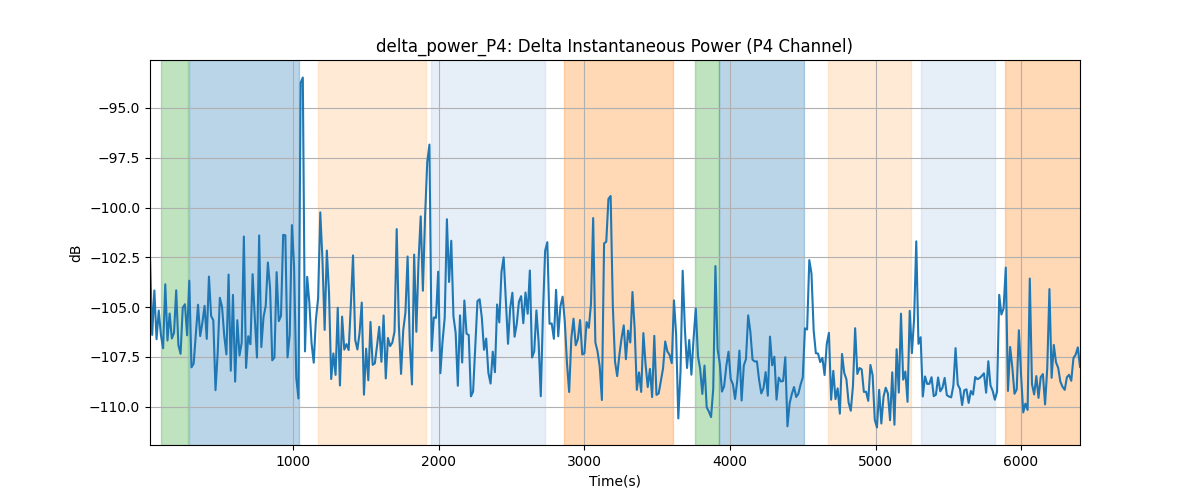 delta_power_P4: Delta Instantaneous Power (P4 Channel)
dB
−95.0
−97.5
−100.0
−102.5
−105.0
−107.5
−110.0
1000 2000 3000 4000 5000 6000
Time(s)